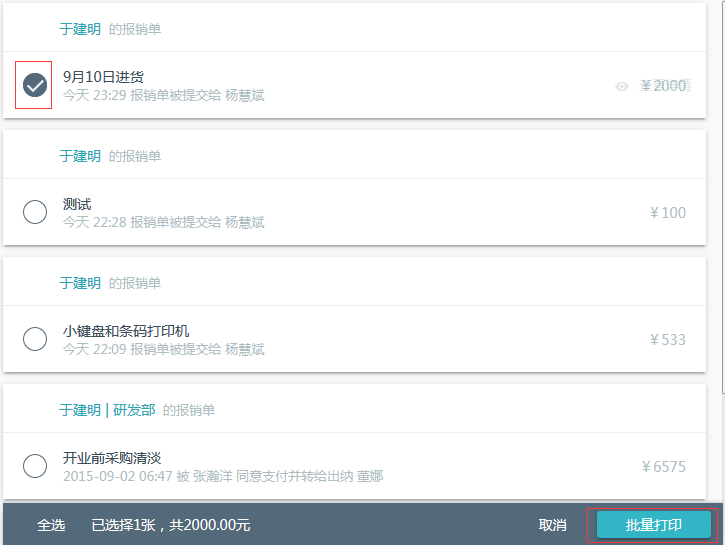 于建明 的报销单
9月10日进货
¥2000
今天 23:29 报销单被提交给 杨慧斌
于建明 的报销单
测试
¥100
今天 22:28 报销单被提交给 杨慧斌
于建明 的报销单
小键盘和条码打印机
¥533
今天 22:09 报销单被提交给 杨慧斌
于建明 | 研发部 的报销单
开业前采购清淡
¥6575
2015-09-02 06:47 被 张瀚洋 同意支付并转给出纳 董娜
全选 已选择1张，共2000.00元 取消 批量打印